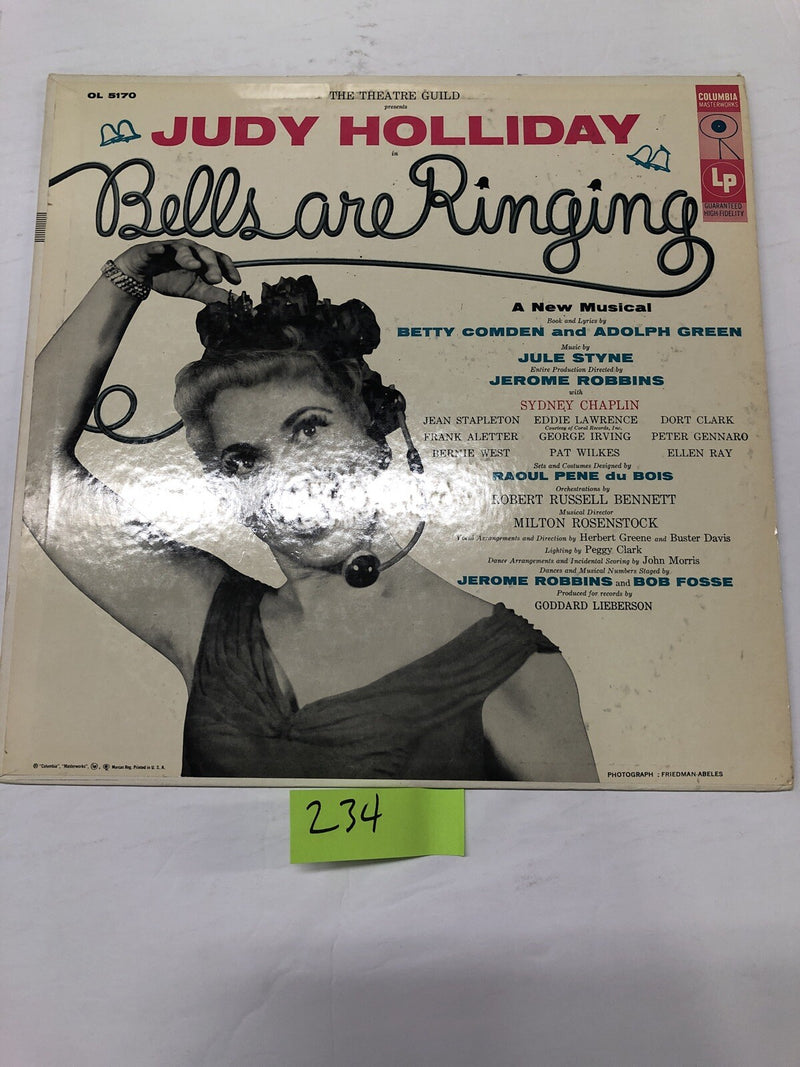 OL 5170
THE THEATRE GUILD
presents
JUDY HOLLIDAY
in
Bells are Ringing
COLUMBIA
MASTERWORKS
Lp
GUARANTEED
HIGH-FIDELITY
A New Musical
Book and Lyrics by
BETTY COMDEN and ADOLPH GREEN
Music by
JULE STYNE
Entire Production Directed by
JEROME ROBBINS
with
SYDNEY CHAPLIN
JEAN STAPLETON EDDIE LAWRENCE DORT CLARK
Courtesy of Coral Records, Inc.
FRANK ALETTER GEORGE IRVING PETER GENNARO
BERNIE WEST PAT WILKES ELLEN RAY
Sets and Costumes Designed by
RAOUL PENE du BOIS
Orchestrations by
ROBERT RUSSELL BENNETT
Musical Director
MILTON ROSENSTOCK
Vocal Arrangements and Direction by Herbert Greene and Buster Davis
Lighting by Peggy Clark
Dance Arrangements and Incidental Scoring by John Morris
Dances and Musical Numbers Staged by
JEROME ROBBINS and BOB FOSSE
Produced for records by
GODDARD LIEBERSON
® "Columbia", "Masterworks", Marcas Reg. Printed in U. S. A.
PHOTOGRAPH : FRIEDMAN-ABELES
234